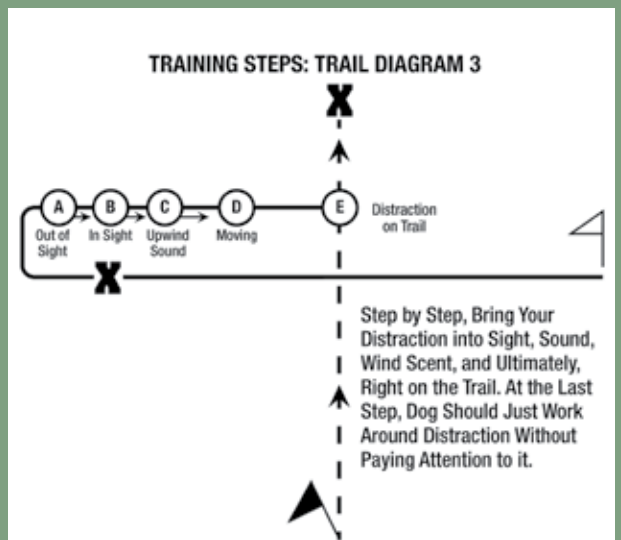 TRAINING STEPS: TRAIL DIAGRAM 3
X
A
B
C
D
E
Out of
Sight
In Sight
Upwind
Sound
Moving
Distraction
on Trail
X
Step by Step, Bring Your
Distraction into Sight, Sound,
Wind Scent, and Ultimately,
Right on the Trail. At the Last
Step, Dog Should Just Work
Around Distraction Without
Paying Attention to it.